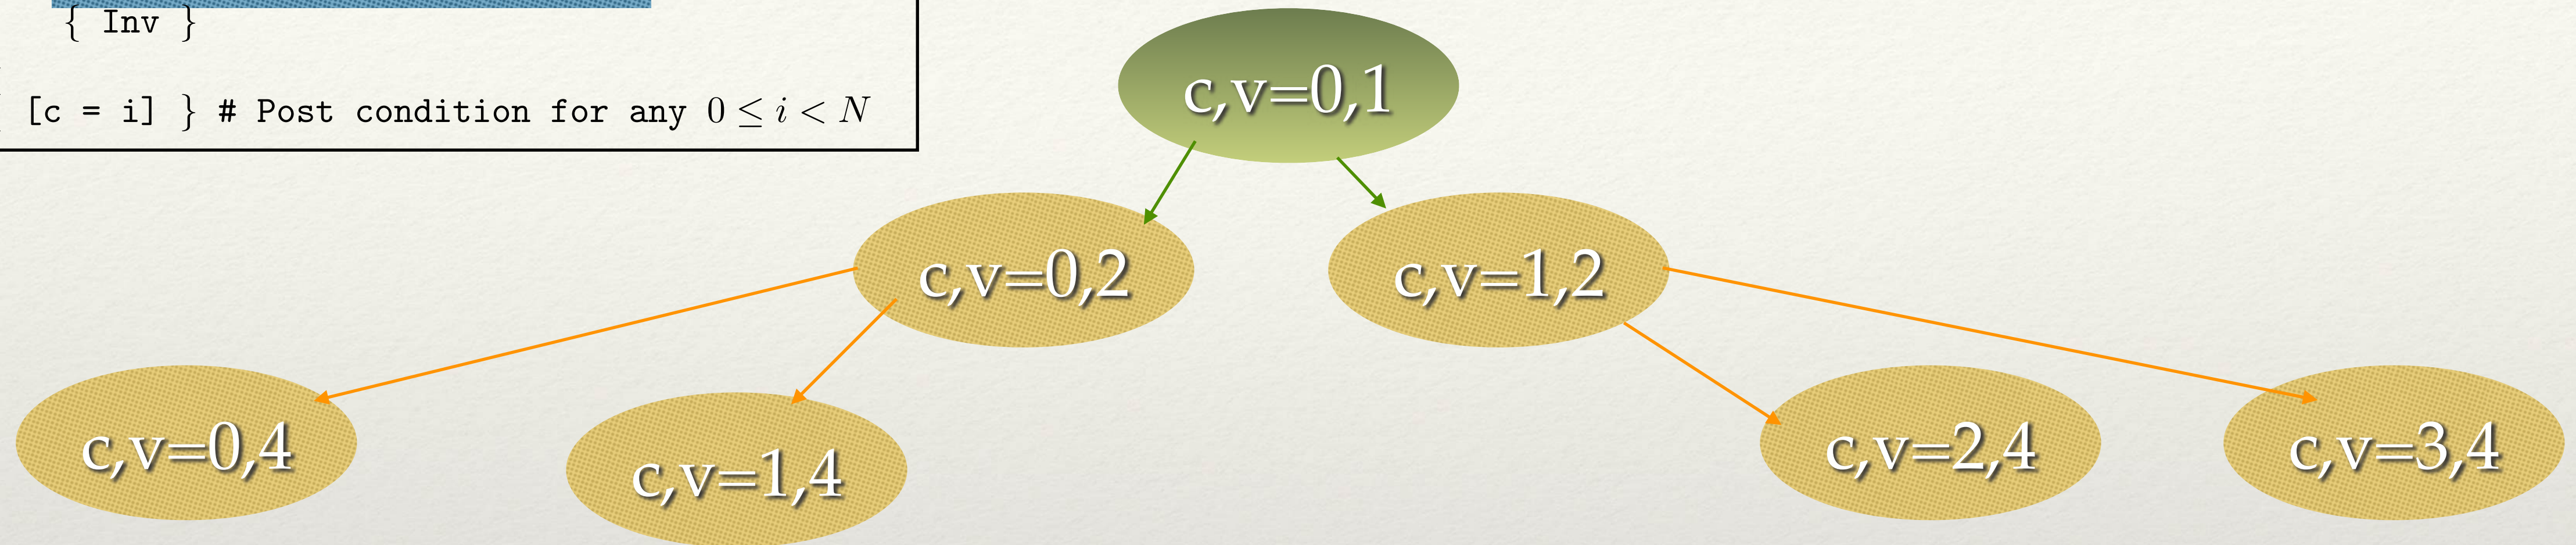 { Inv }
{ [c = i] } # Post condition for any 0 ≤ i < N
c,v=0,1
c,v=0,2
c,v=1,2
c,v=0,4
c,v=1,4
c,v=2,4
c,v=3,4